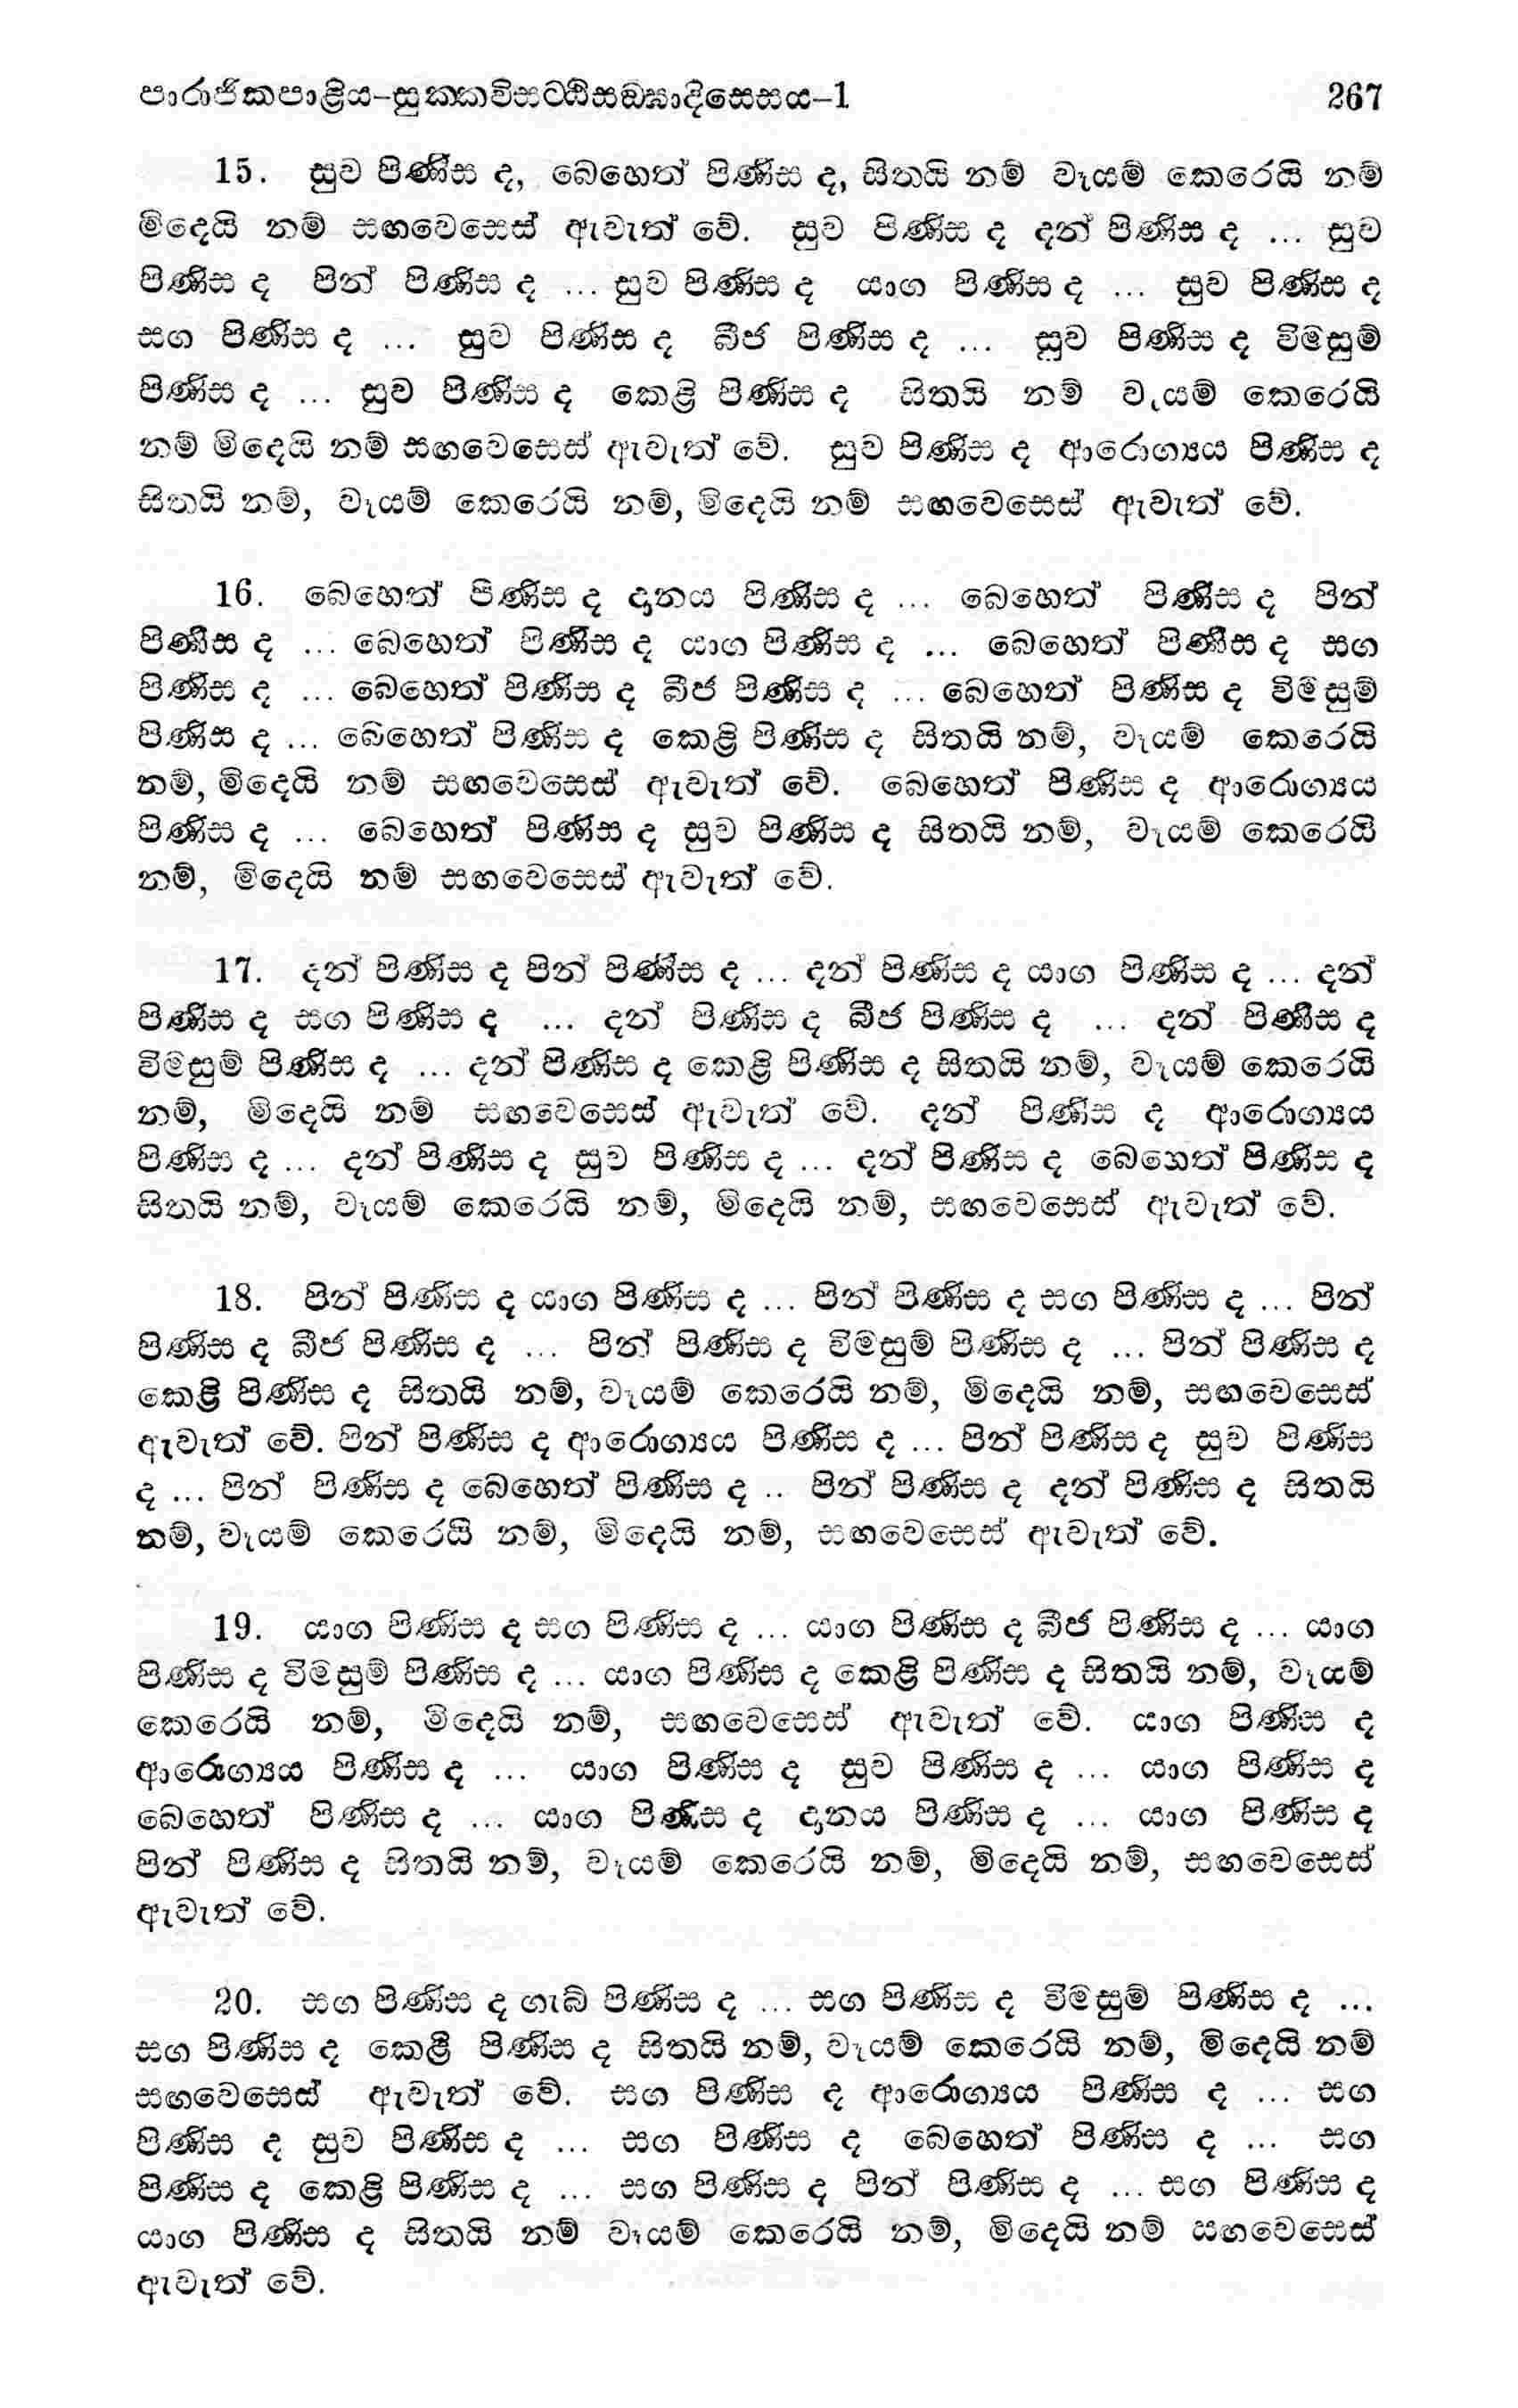 පාරාජිකපාළිය-සුක්කවිසට්ඨිසඞ්ඝාදිසෙසය-1 267
15. සුව පිණිස ද, බෙහෙත් පිණිස ද, සිතයි නම් වෑයම් කෙරෙයි නම්
මිදෙයි නම් සඟවෙසෙස් ඇවැත් වේ. සුව පිණිස ද දන් පිණිස ද ... සුව
පිණිස ද පින් පිණිස ද ... සුව පිණිස ද යාග පිණිස ද ... සුව පිණිස ද
සග පිණිස ද ... සුව පිණිස ද බීජ පිණිස ද ... සුව පිණිස ද විමසුම්
පිණිස ද ... සුව පිණිස ද කෙළි පිණිස ද සිතයි නම් වැයම් කෙරෙයි
නම් මිදෙයි නම් සඟවෙසෙස් ඇවැත් වේ. සුව පිණිස ද ආරොග්‍යය පිණිස ද
සිතයි නම්, වෑයම් කෙරෙයි නම්, මිදෙයි නම් සඟවෙසෙස් ඇවැත් වේ.
16. බෙහෙත් පිණිස ද දානය පිණිස ද ... බෙහෙත් පිණිස ද පින්
පිණිස ද ... බෙහෙත් පිණිස ද යාග පිණිස ද ... බෙහෙත් පිණිස ද සග
පිණිස ද ... බෙහෙත් පිණිස ද බීජ පිණිස ද ... බෙහෙත් පිණිස ද විමසුම්
පිණිස ද ... බෙහෙත් පිණිස ද කෙළි පිණිස ද සිතයි නම්, වෑයම් කෙරෙයි
නම්, මිදෙයි නම් සඟවෙසෙස් ඇවැත් වේ. බෙහෙත් පිණිස ද ආරොග්‍යය
පිණිස ද ... බෙහෙත් පිණිස ද සුව පිණිස ද සිතයි නම්, වෑයම් කෙරෙයි
නම්, මිදෙයි නම් සඟවෙසෙස් ඇවැත් වේ.
17. දන් පිණිස ද පින් පිණිස ද ... දන් පිණිස ද යාග පිණිස ද ... දන්
පිණිස ද සග පිණිස ද ... දන් පිණිස ද බීජ පිණිස ද ... දන් පිණිස ද
විමසුම් පිණිස ද ... දන් පිණිස ද කෙළි පිණිස ද සිතයි නම්, වෑයම් කෙරෙයි
නම්, මිදෙයි නම් සඟවෙසෙස් ඇවැත් වේ. දන් පිණිස ද ආරොග්‍යය
පිණිස ද ... දන් පිණිස ද සුව පිණිස ද ... දන් පිණිස ද බෙහෙත් පිණිස ද
සිතයි නම්, වෑයම් කෙරෙයි නම්, මිදෙයි නම්, සඟවෙසෙස් ඇවැත් වේ.
18. පින් පිණිස ද යාග පිණිස ද ... පින් පිණිස ද සග පිණිස ද ... පින්
පිණිස ද බීජ පිණිස ද ... පින් පිණිස ද විමසුම් පිණිස ද ... පින් පිණිස ද
කෙළි පිණිස ද සිතයි නම්, වෑයම් කෙරෙයි නම්, මිදෙයි නම්, සඟවෙසෙස්
ඇවැත් වේ. පින් පිණිස ද ආරොග්‍යය පිණිස ද ... පින් පිණිස ද සුව පිණිස
ද ... පින් පිණිස ද බෙහෙත් පිණිස ද .. පින් පිණිස ද දන් පිණිස ද සිතයි
නම්, වෑයම් කෙරෙයි නම්, මිදෙයි නම්, සඟවෙසෙස් ඇවැත් වේ.
19. යාග පිණිස ද සග පිණිස ද ... යාග පිණිස ද බීජ පිණිස ද ... යාග
පිණිස ද විමසුම් පිණිස ද ... යාග පිණිස ද කෙළි පිණිස ද සිතයි නම්, වෑයම්
කෙරෙයි නම්, මිදෙයි නම්, සඟවෙසෙස් ඇවැත් වේ. යාග පිණිස ද
ආරොග්‍යය පිණිස ද ... යාග පිණිස ද සුව පිණිස ද ... යාග පිණිස ද
බෙහෙත් පිණිස ද ... යාග පිණිස ද දානය පිණිස ද ... යාග පිණිස ද
පින් පිණිස ද සිතයි නම්, වෑයම් කෙරෙයි නම්, මිදෙයි නම්, සඟවෙසෙස්
ඇවැත් වේ.
20. සග පිණිස ද ගැබ් පිණිස ද ... සග පිණිස ද විමසුම් පිණිස ද ...
සග පිණිස ද කෙළී පිණිස ද සිතයි නම්, වෑයම් කෙරෙයි නම්, මිදෙයි නම්
සඟවෙසෙස් ඇවැත් වේ. සග පිණිස ද ආරොග්‍යය පිණිස ද ... සග
පිණිස ද සුව පිණිස ද ... සග පිණිස ද බෙහෙත් පිණිස ද ... සග
පිණිස ද කෙළි පිණිස ද ... සග පිණිස ද පින් පිණිස ද ... සග පිණිස ද
යාග පිණිස ද සිතයි නම් වෑයම් කෙරෙයි නම්, මිදෙයි නම් සඟවෙසෙස්
ඇවැත් වේ.